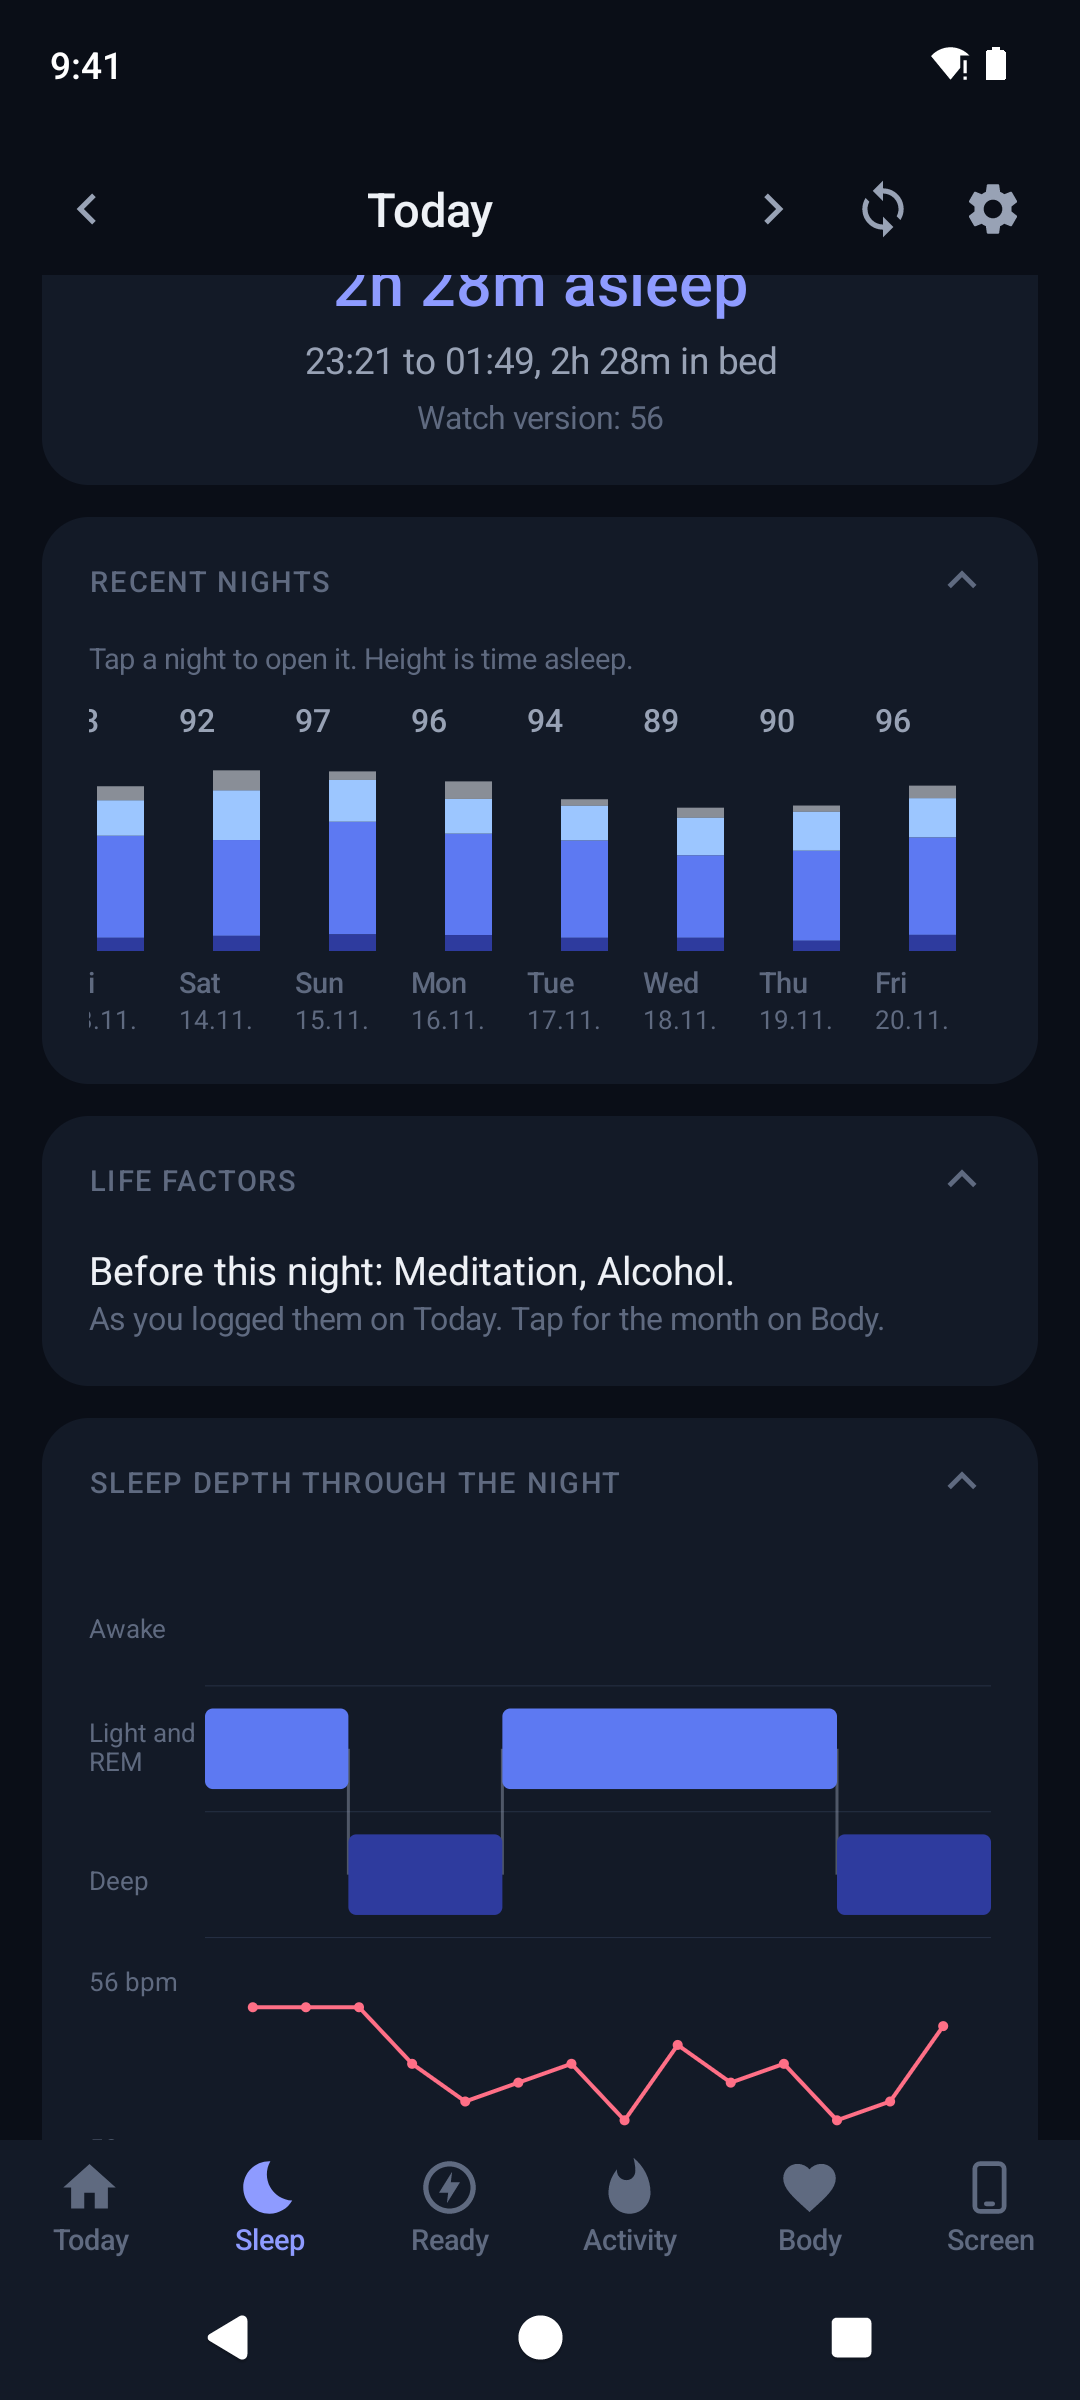 9:41
Today
2h 28m asleep
23:21 to 01:49, 2h 28m in bed
Watch version: 56
RECENT NIGHTS
Tap a night to open it. Height is time asleep.
92 97 96 94 89 90 96
Sat Sun Mon Tue Wed Thu Fri
.11. 14.11. 15.11. 16.11. 17.11. 18.11. 19.11. 20.11.
LIFE FACTORS
Before this night: Meditation, Alcohol.
As you logged them on Today. Tap for the month on Body.
SLEEP DEPTH THROUGH THE NIGHT
Awake
Light and
REM
Deep
56 bpm
Today Sleep Ready Activity Body Screen